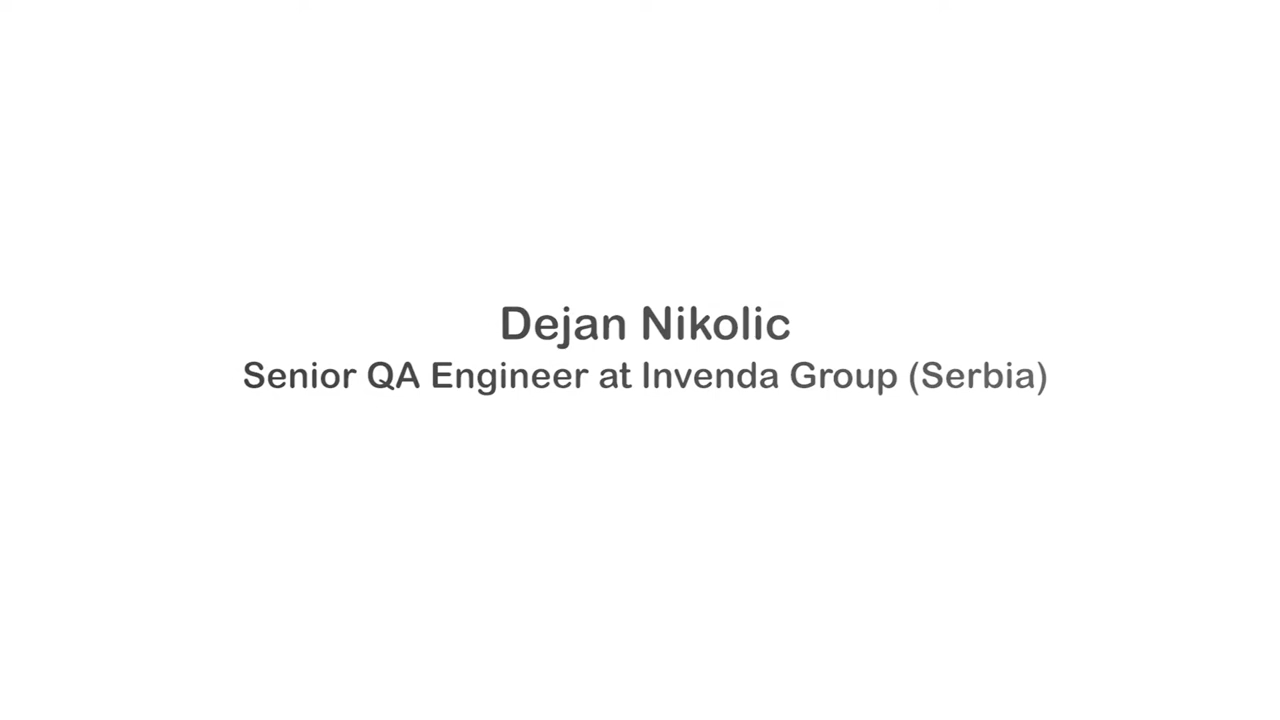 Dejan Nikolic
Senior QA Engineer at Invenda Group (Serbia)